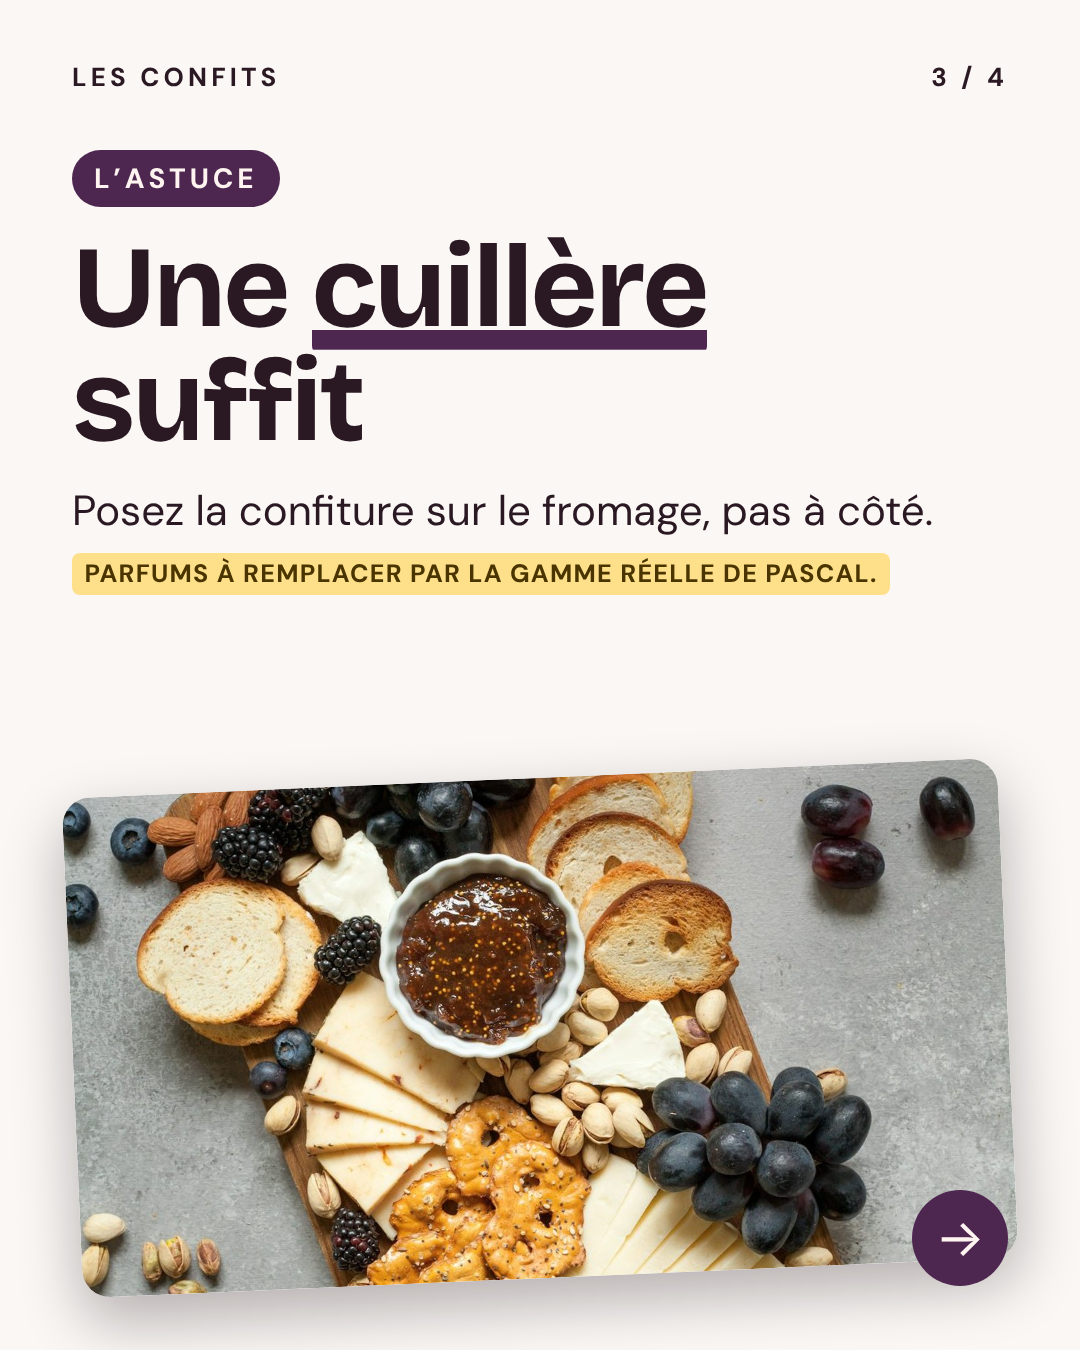 LES CONFITS
3 / 4
L’ASTUCE
Une cuillère
suffit
Posez la confiture sur le fromage, pas à côté.
PARFUMS À REMPLACER PAR LA GAMME RÉELLE DE PASCAL.